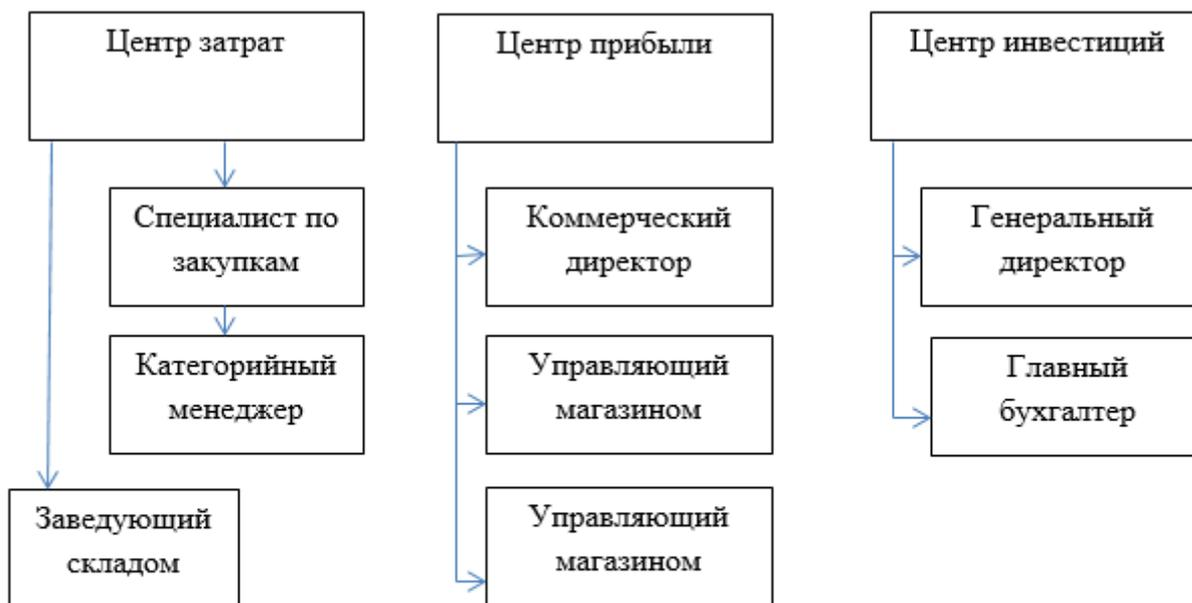 Центр затрат
Специалист по
закупкам
Категорийный
менеджер
Заведующий
складом
Центр прибыли
Коммерческий
директор
Управляющий
магазином
Управляющий
магазином
Центр инвестиций
Генеральный
директор
Главный
бухгалтер